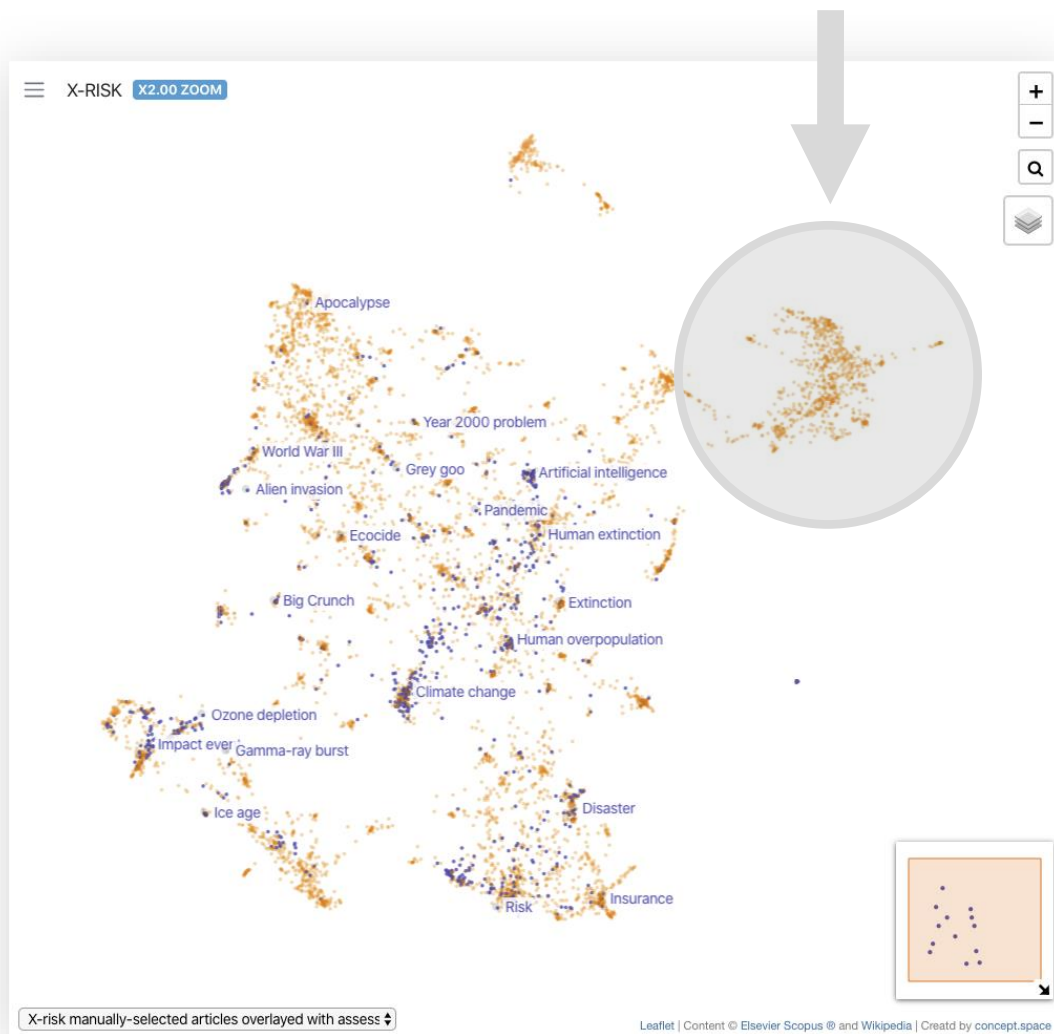 X-RISK X2.00 ZOOM
+
−
Apocalypse
Year 2000 problem
World War III
Grey goo
Artificial intelligence
Alien invasion
Pandemic
Ecocide
Human extinction
Big Crunch
Extinction
Human overpopulation
Climate change
Ozone depletion
Impact ever
Gamma-ray burst
Ice age
Disaster
Insurance
Risk
X-risk manually-selected articles overlayed with assess
Leaflet | Content © Elsevier Scopus ® and Wikipedia | Creatd by concept.space